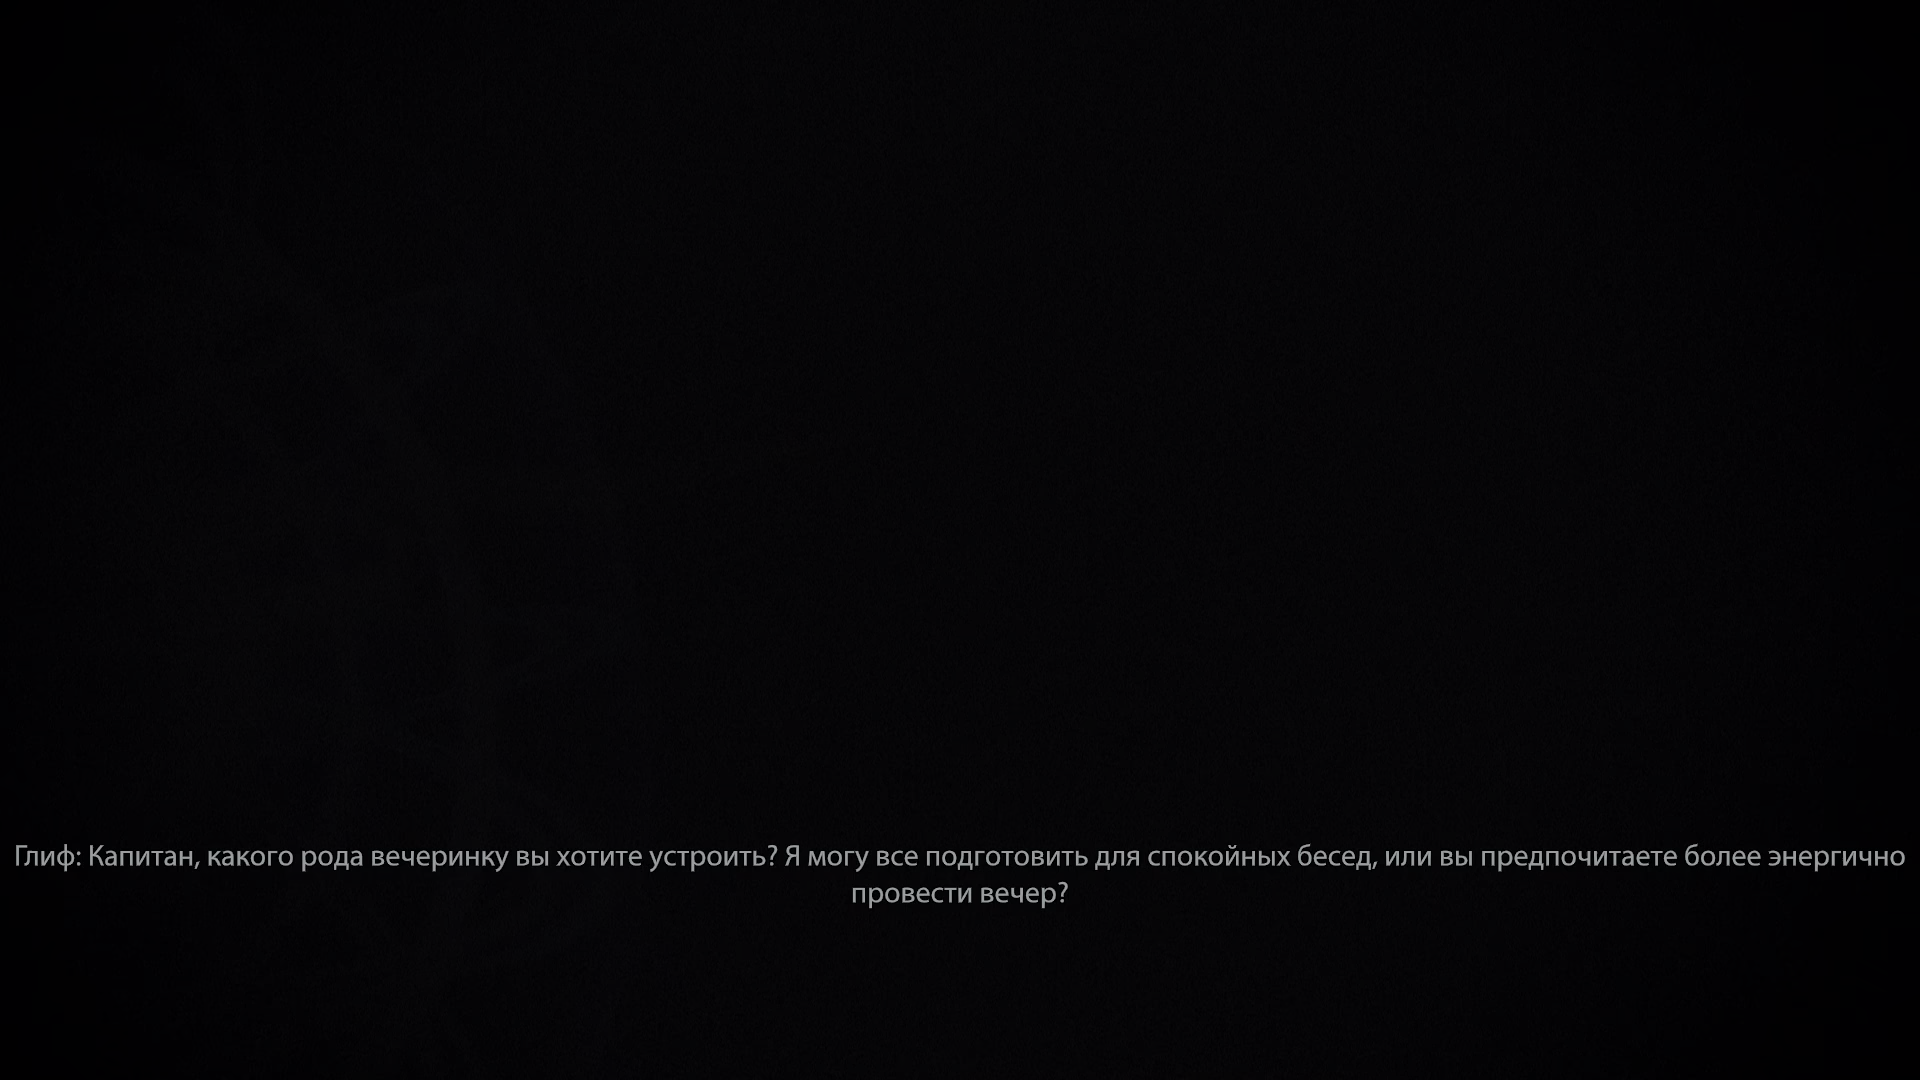 Глиф: Капитан, какого рода вечеринку вы хотите устроить? Я могу все подготовить для спокойных бесед, или вы предпочитаете более энергично
провести вечер?